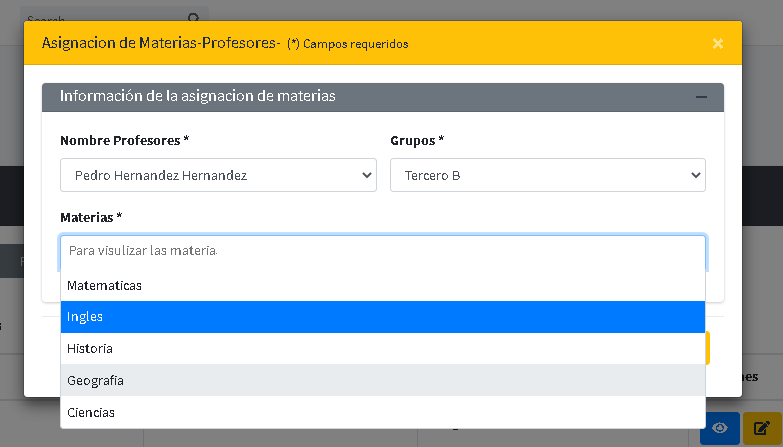 Search
Asignacion de Materias-Profesores- (*) Campos requeridos ×
Información de la asignacion de materias
Nombre Profesores * Grupos *
Pedro Hernandez Hernandez Tercero B
Materias *
Para visulizar las materia.
Matematicas
Ingles
Historia
Geografia
Ciencias